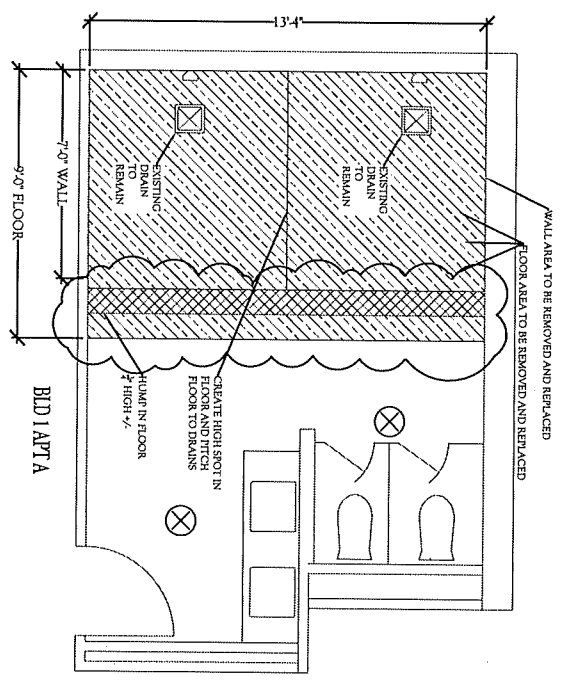 13'-4"
WALL AREA TO BE REMOVED AND REPLACED
FLOOR AREA TO BE REMOVED AND REPLACED
EXISTING
DRAIN
TO
REMAIN
EXISTING
DRAIN
TO
REMAIN
7'-0" WALL
9'-0" FLOOR
CREATE HIGH SPOT IN
FLOOR AND PITCH
FLOOR TO DRAINS
HUMP IN FLOOR
HIGH +/-
BLD 1 APT A